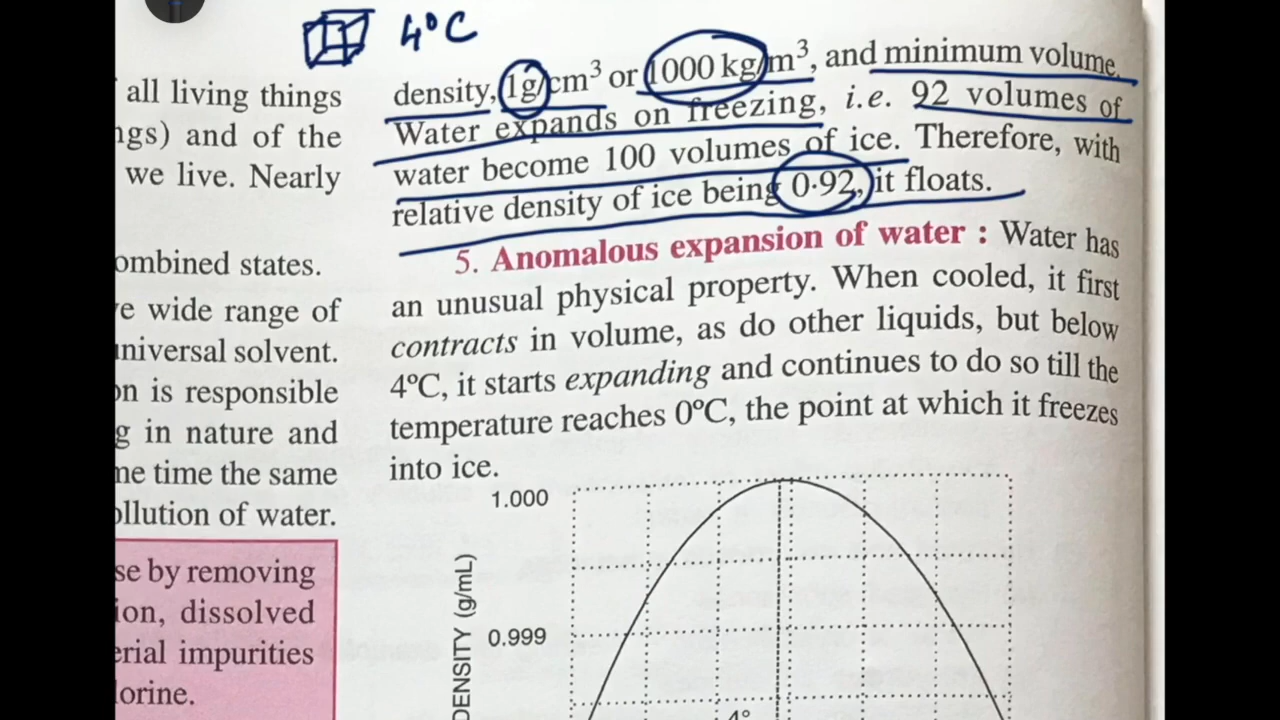 4°C
all living things
ngs) and of the
we live. Nearly
ombined states.
e wide range of
universal solvent.
on is responsible
g in nature and
me time the same
ollution of water.
se by removing
ion, dissolved
erial impurities
lorine.
density, 1g/cm³ or 1000 kg/m³, and minimum volume.
Water expands on freezing, i.e. 92 volumes of
water become 100 volumes of ice. Therefore, with
relative density of ice being 0·92, it floats.
5. Anomalous expansion of water : Water has
an unusual physical property. When cooled, it first
contracts in volume, as do other liquids, but below
4ºC, it starts expanding and continues to do so till the
temperature reaches 0ºC, the point at which it freezes
into ice.
1.000
0.999
DENSITY (g/mL)
4°